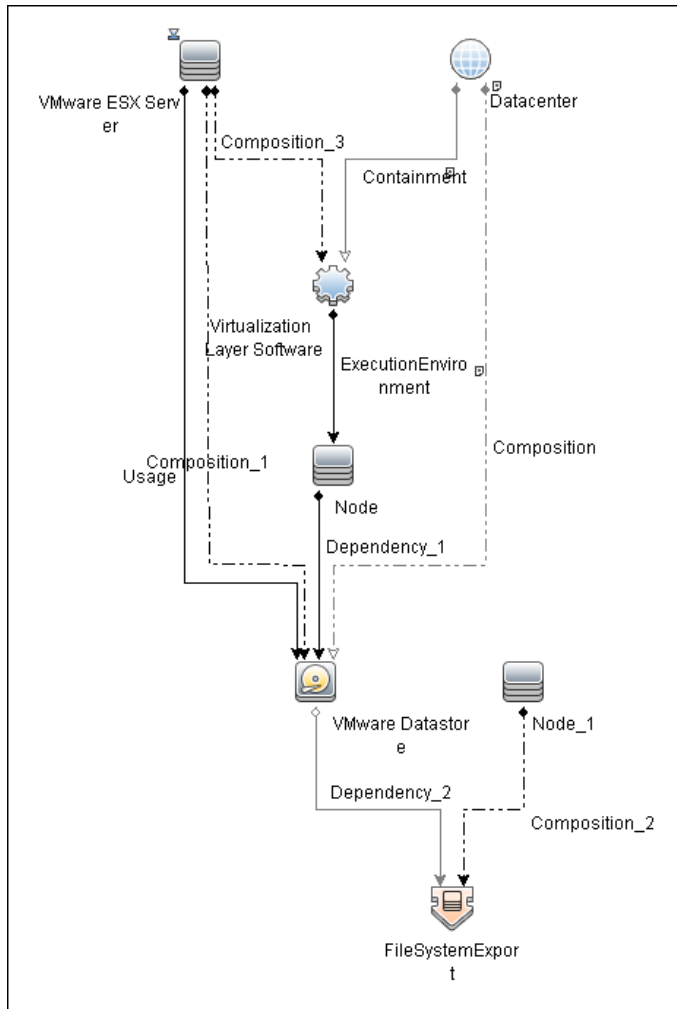 VMware ESX Serv
er
Datacenter
Composition_3
Containment
Virtualization
Layer Software
ExecutionEnviro
nment
Composition_1
Usage
Composition
Node
Dependency_1
VMware Datastor
e
Node_1
Dependency_2
Composition_2
FileSystemExpor
t